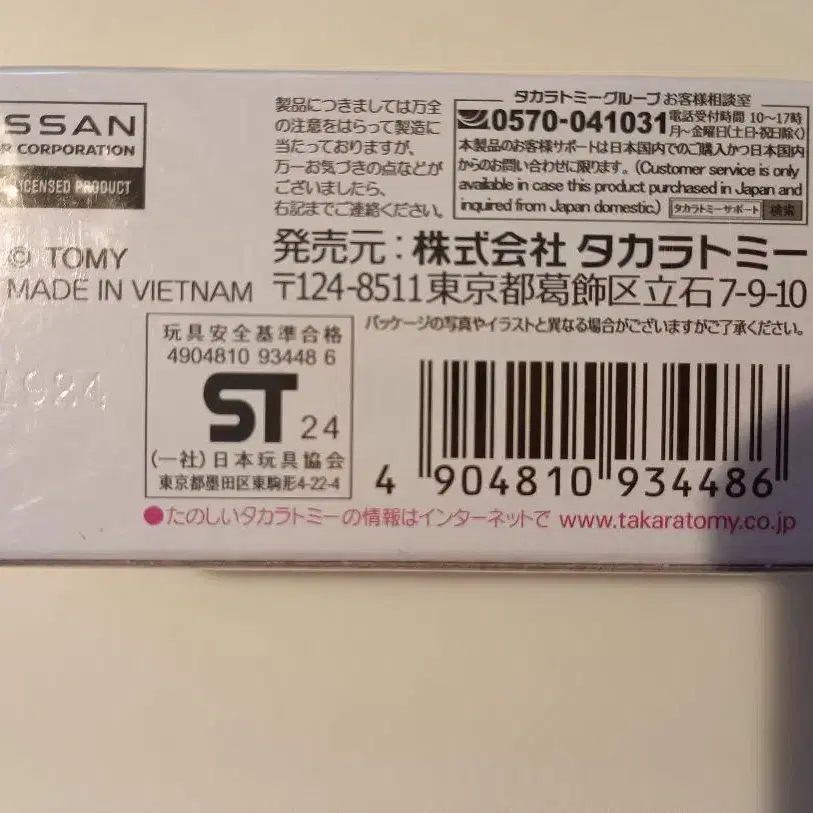 SSAN
R CORPORATION
LICENSED PRODUCT
© TOMY
MADE IN VIETNAM
製品につきましては万全
の注意をはらって製造に
当たっておりますが、
万一お気づきの点などが
ございましたら、
右記までご連絡ください。
タカラトミーグループお客様相談室
0570-041031 電話受付時間 10〜17時
月〜金曜日(土日・祝日除く)
本製品のお客様サポートは日本国内でのご購入かつ日本国内
からのお問い合わせに限ります。(Customer service is only
available in case this product purchased in Japan and
inquired from Japan domestic.) タカラトミーサポート 検索
発売元：株式会社 タカラトミー
〒124-8511 東京都葛飾区立石7-9-10
パッケージの写真やイラストと異なる場合がございますがご了承ください。
玩具安全基準合格
4904810 93448 6
ST 24
(一社)日本玩具協会
東京都墨田区東駒形4-22-4
4 904810 934486
●たのしいタカラトミーの情報はインターネットで www.takaratomy.co.jp